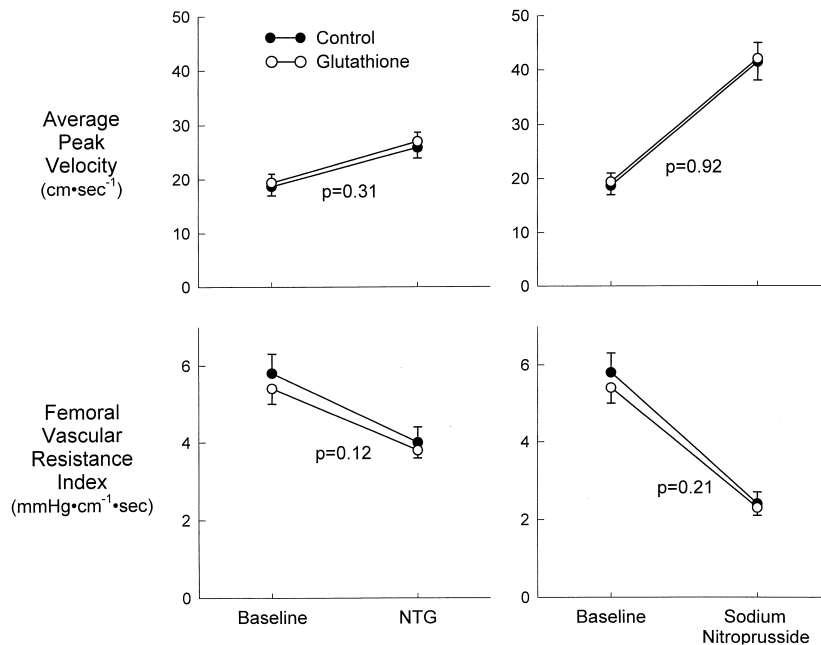 50
40
30
20
10
0
Control
Glutathione
p=0.31
50
40
30
20
10
0
p=0.92
Average
Peak
Velocity
(cm•sec⁻¹)
6
4
2
0
p=0.12
6
4
2
0
p=0.21
Femoral
Vascular
Resistance
Index
(mmHg•cm⁻¹•sec)
Baseline NTG
Baseline Sodium
Nitroprusside